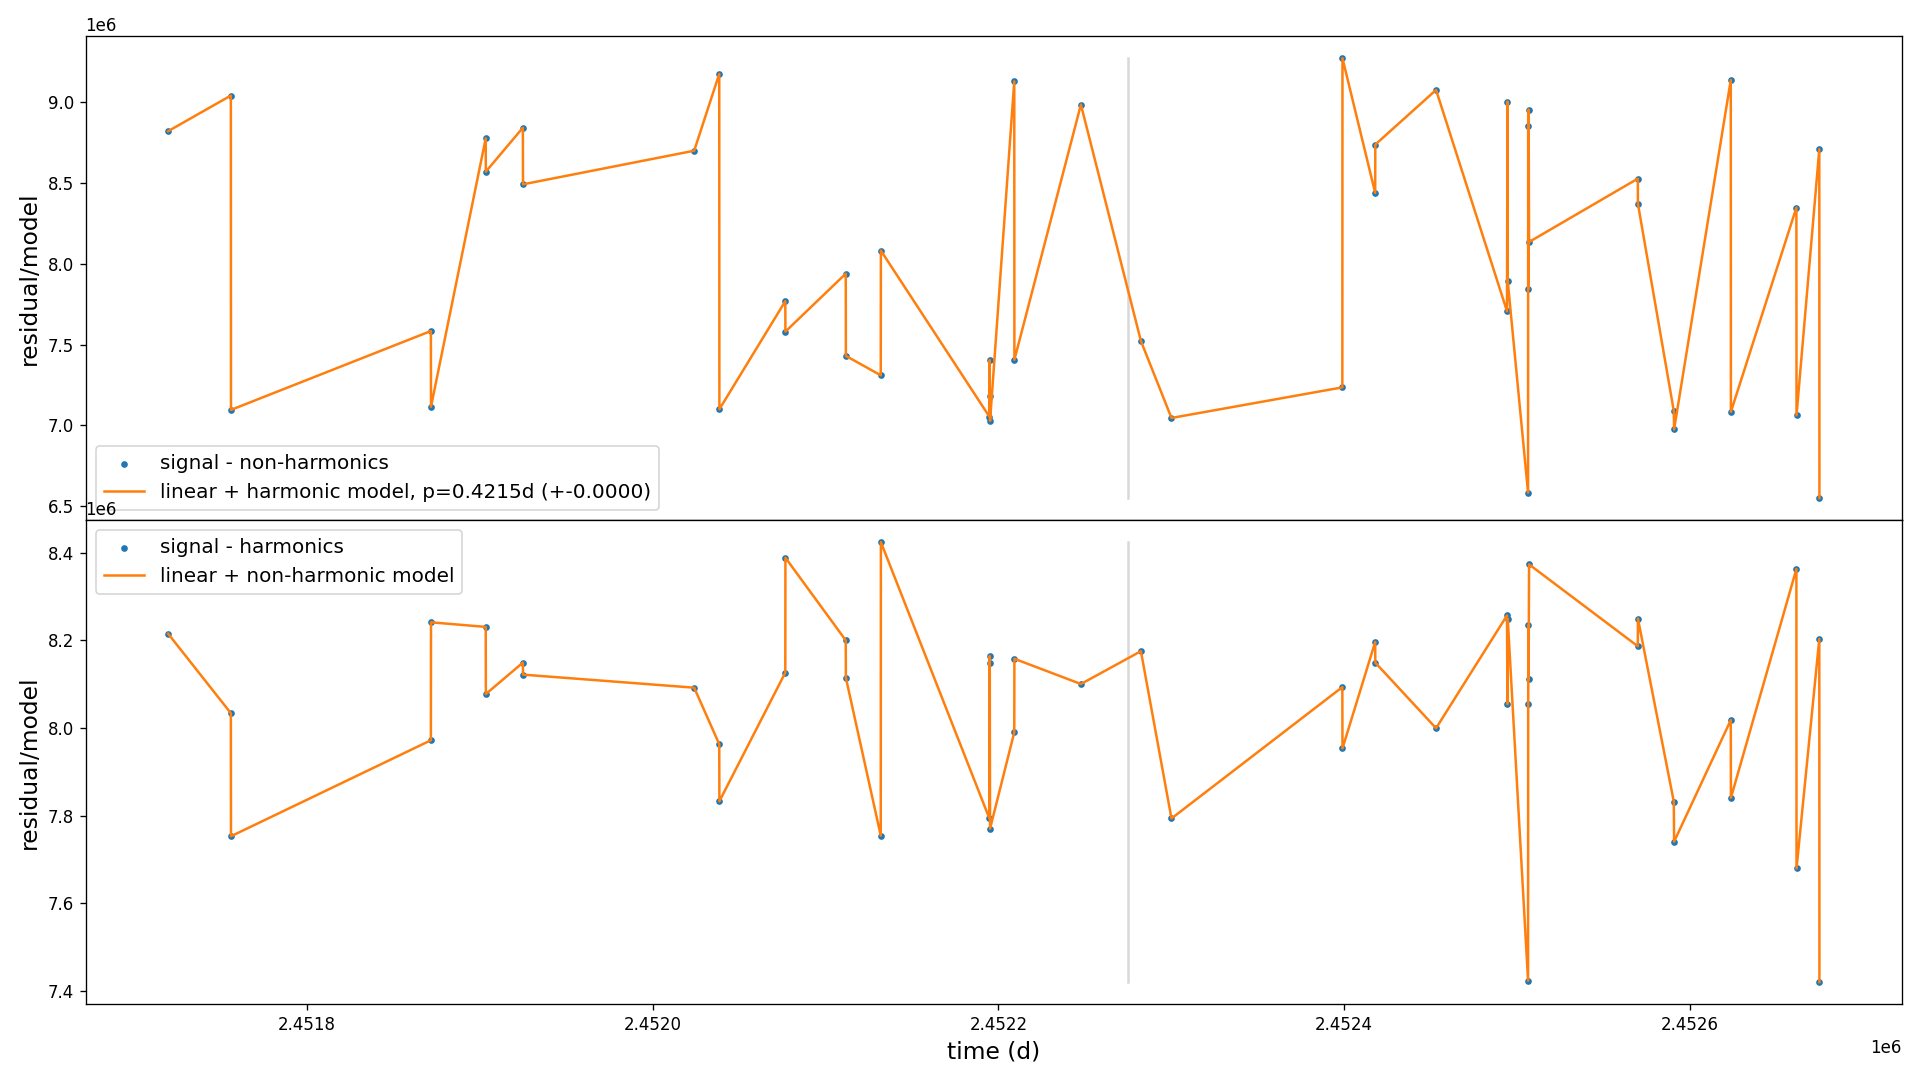 1e6
9.0
8.5
8.0
7.5
7.0
6.5
residual/model
signal - non-harmonics
linear + harmonic model, p=0.4215d (+-0.0000)
1e6
8.4
8.2
8.0
7.8
7.6
7.4
residual/model
signal - harmonics
linear + non-harmonic model
2.4518
2.4520
2.4522
2.4524
2.4526
time (d)
1e6